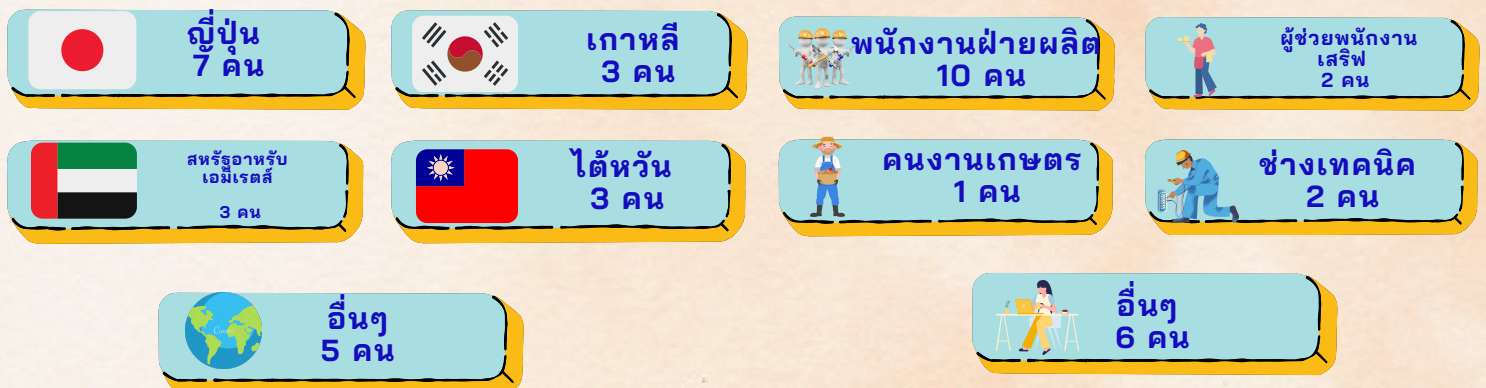 ญี่ปุ่น
7 คน
เกาหลี
3 คน
พนักงานฝ่ายผลิต
10 คน
ผู้ช่วยพนักงาน
เสริฟ
2 คน
สหรัฐอาหรับ
เอมิเรตส์
3 คน
ไต้หวัน
3 คน
คนงานเกษตร
1 คน
ช่างเทคนิค
2 คน
อื่นๆ
5 คน
อื่นๆ
6 คน